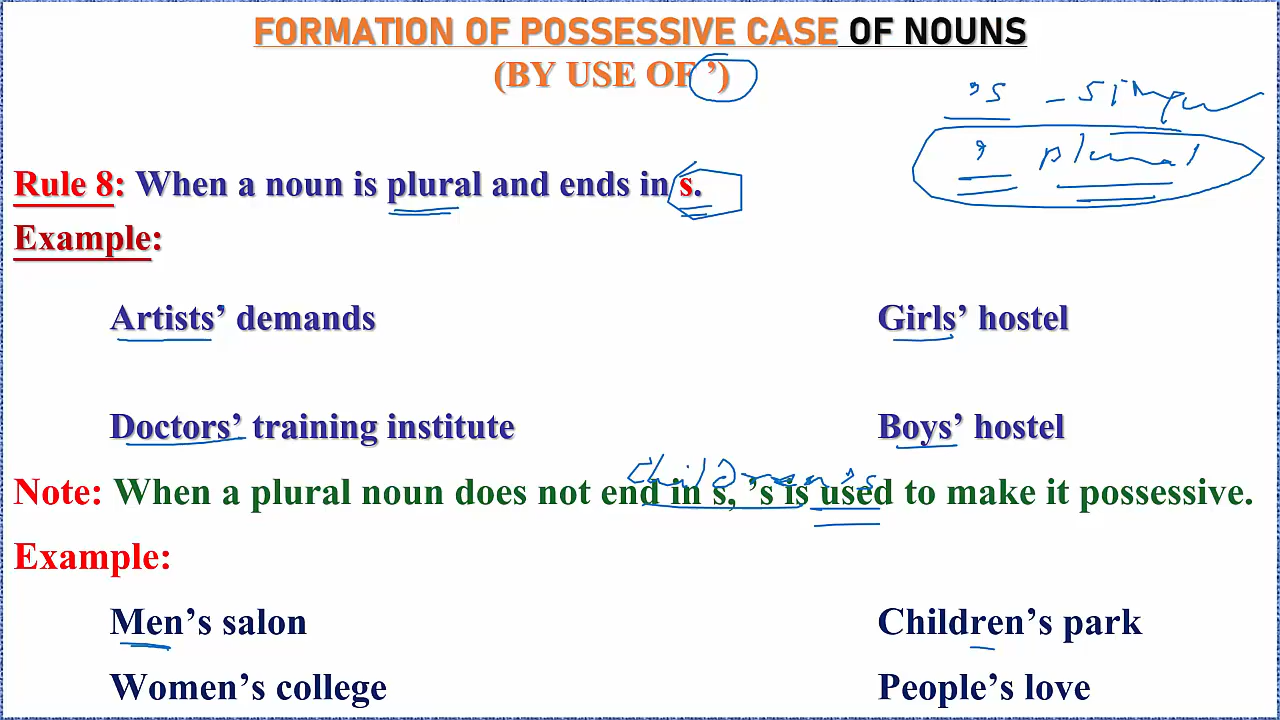 FORMATION OF POSSESSIVE CASE OF NOUNS
(BY USE OF ’)
’s –
’ plural
Rule 8: When a noun is plural and ends in s.
Example:
Artists’ demands Girls’ hostel
Doctors’ training institute Boys’ hostel
Children's
Note: When a plural noun does not end in s, ’s is used to make it possessive.
Example:
Men’s salon Children’s park
Women’s college People’s love